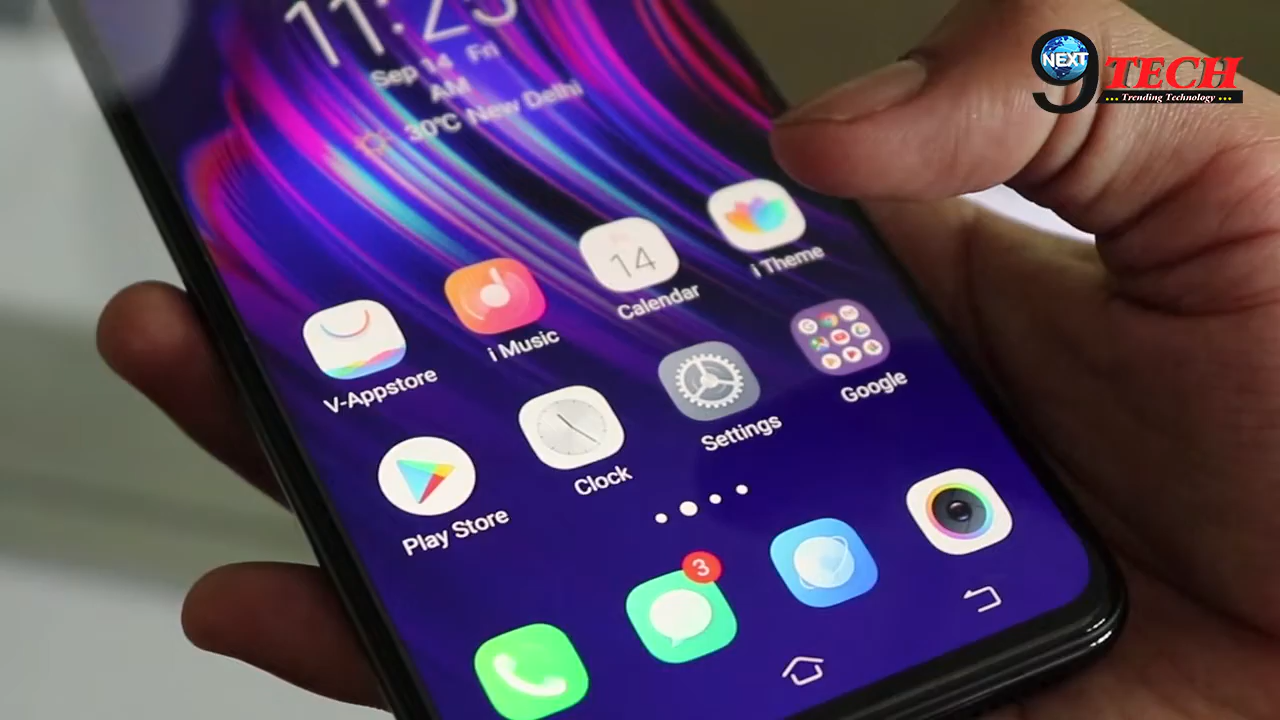 11:25
Sep 14 Fri
AM
30℃ New Delhi
9
NEXT
TECH
... Trending Technology ...
V-Appstore
i Music
Calendar
14
i Theme
Play Store
Clock
Settings
Google
3